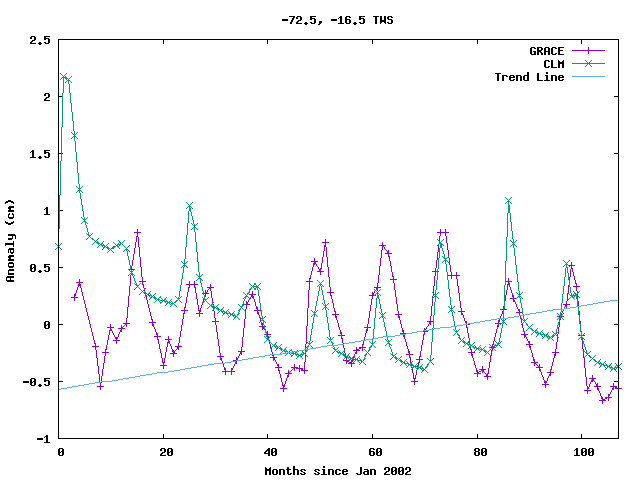 -72.5, -16.5 TWS
GRACE
CLM
Trend Line
2.5
2
1.5
1
0.5
0
-0.5
-1
Anomaly (cm)
0 20 40 60 80 100
Months since Jan 2002